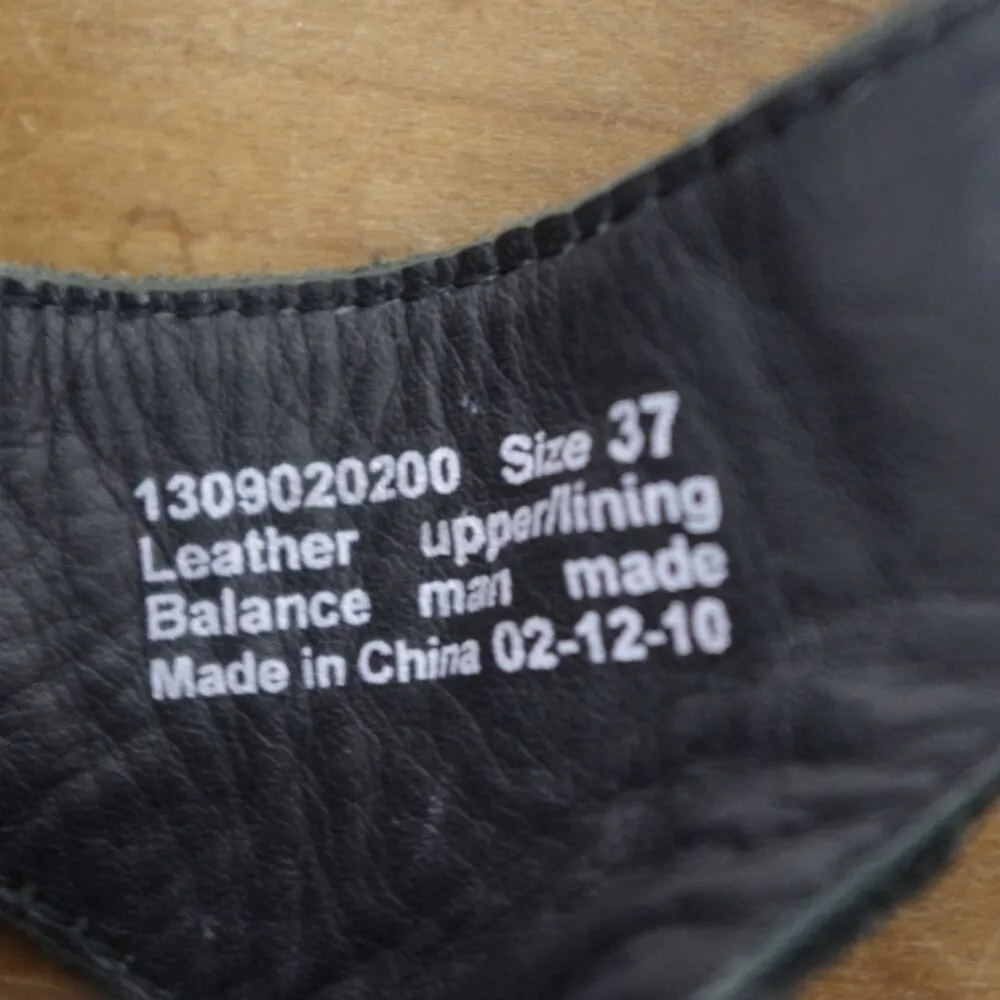 1309020200 Size 37
Leather upper/lining
Balance man made
Made in China 02-12-10